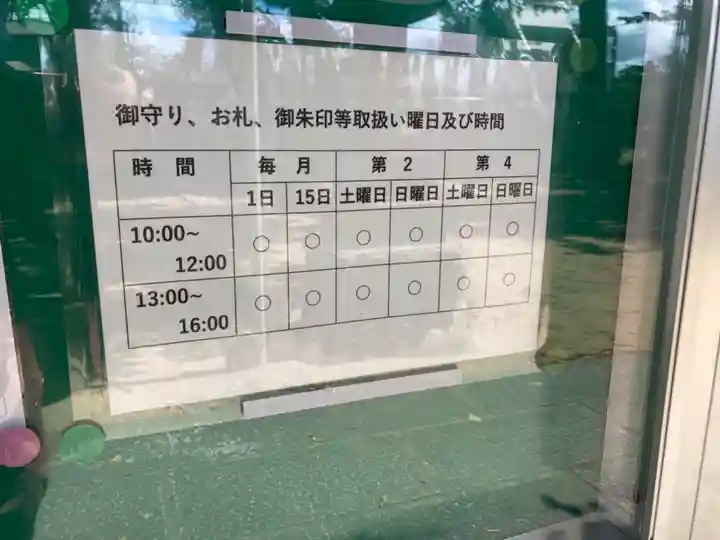 御守り、お札、御朱印等取扱い曜日及び時間
時　間 毎　月 第　2 第　4
1日 15日 土曜日 日曜日 土曜日 日曜日
10:00~
12:00
○ ○ ○ ○ ○ ○
13:00~
16:00
○ ○ ○ ○ ○ ○